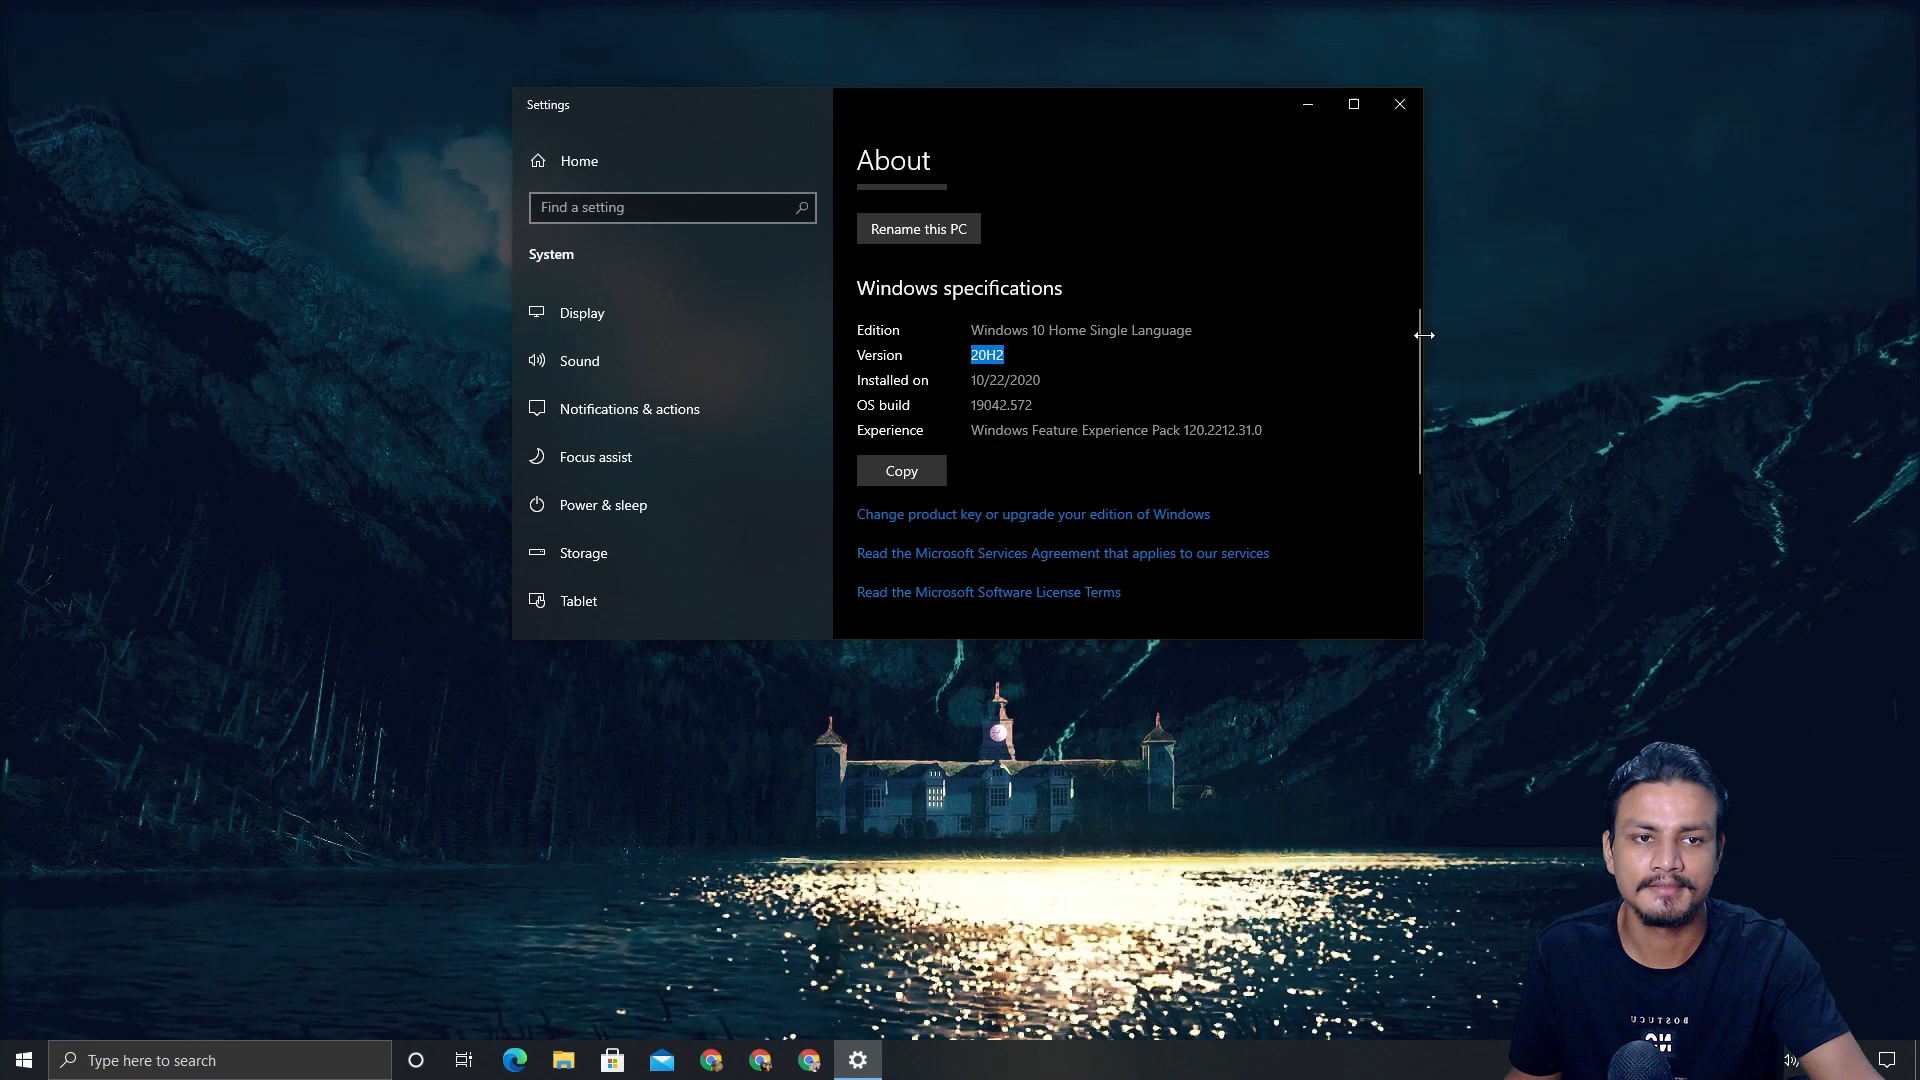 Settings
Home
Find a setting
System
Display
Sound
Notifications & actions
Focus assist
Power & sleep
Storage
Tablet
About
Rename this PC
Windows specifications
Edition Windows 10 Home Single Language
Version 20H2
Installed on 10/22/2020
OS build 19042.572
Experience Windows Feature Experience Pack 120.2212.31.0
Copy
Change product key or upgrade your edition of Windows
Read the Microsoft Services Agreement that applies to our services
Read the Microsoft Software License Terms
Type here to search